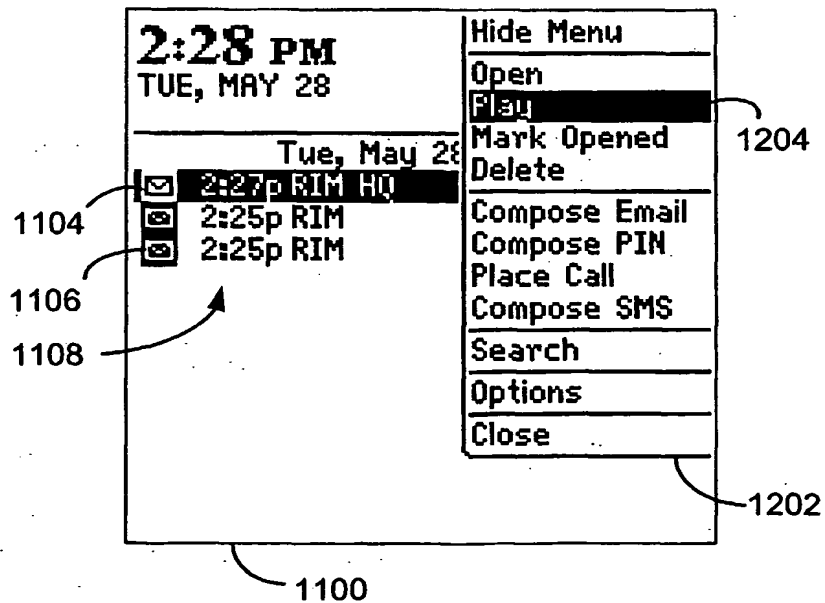 2:28 PM
TUE, MAY 28
Tue, May 28
2:27p RIM HQ
2:25p RIM
2:25p RIM
Hide Menu
Open
Play
Mark Opened
Delete
Compose Email
Compose PIN
Place Call
Compose SMS
Search
Options
Close
1104
1106
1108
1204
1202
1100